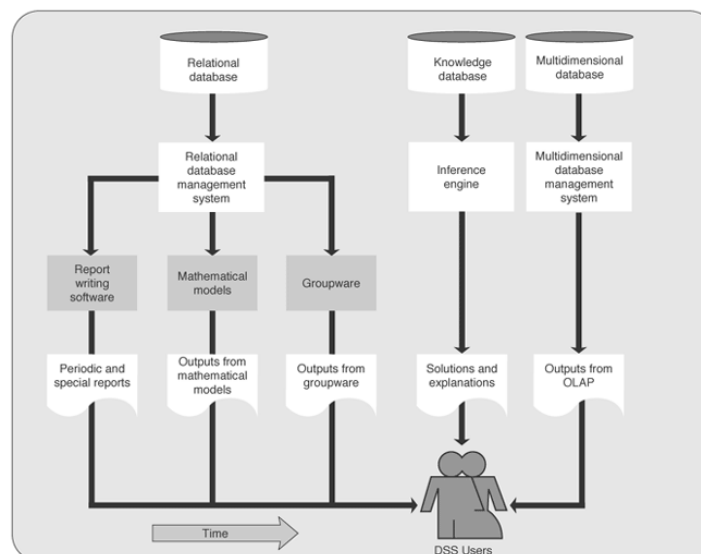 Relational
database
Knowledge
database
Multidimensional
database
Relational
database
management
system
Inference
engine
Multidimensional
database
management
system
Report
writing
software
Mathematical
models
Groupware
Periodic and
special reports
Outputs from
mathematical
models
Outputs from
groupware
Solutions and
explanations
Outputs from
OLAP
Time
DSS Users